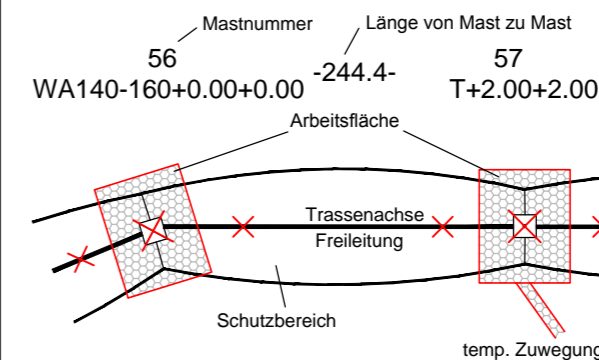 Mastnummer
Länge von Mast zu Mast
56
-244.4-
57
WA140-160+0.00+0.00
T+2.00+2.00
Arbeitsfläche
Trassenachse
Freileitung
Schutzbereich
temp. Zuwegung